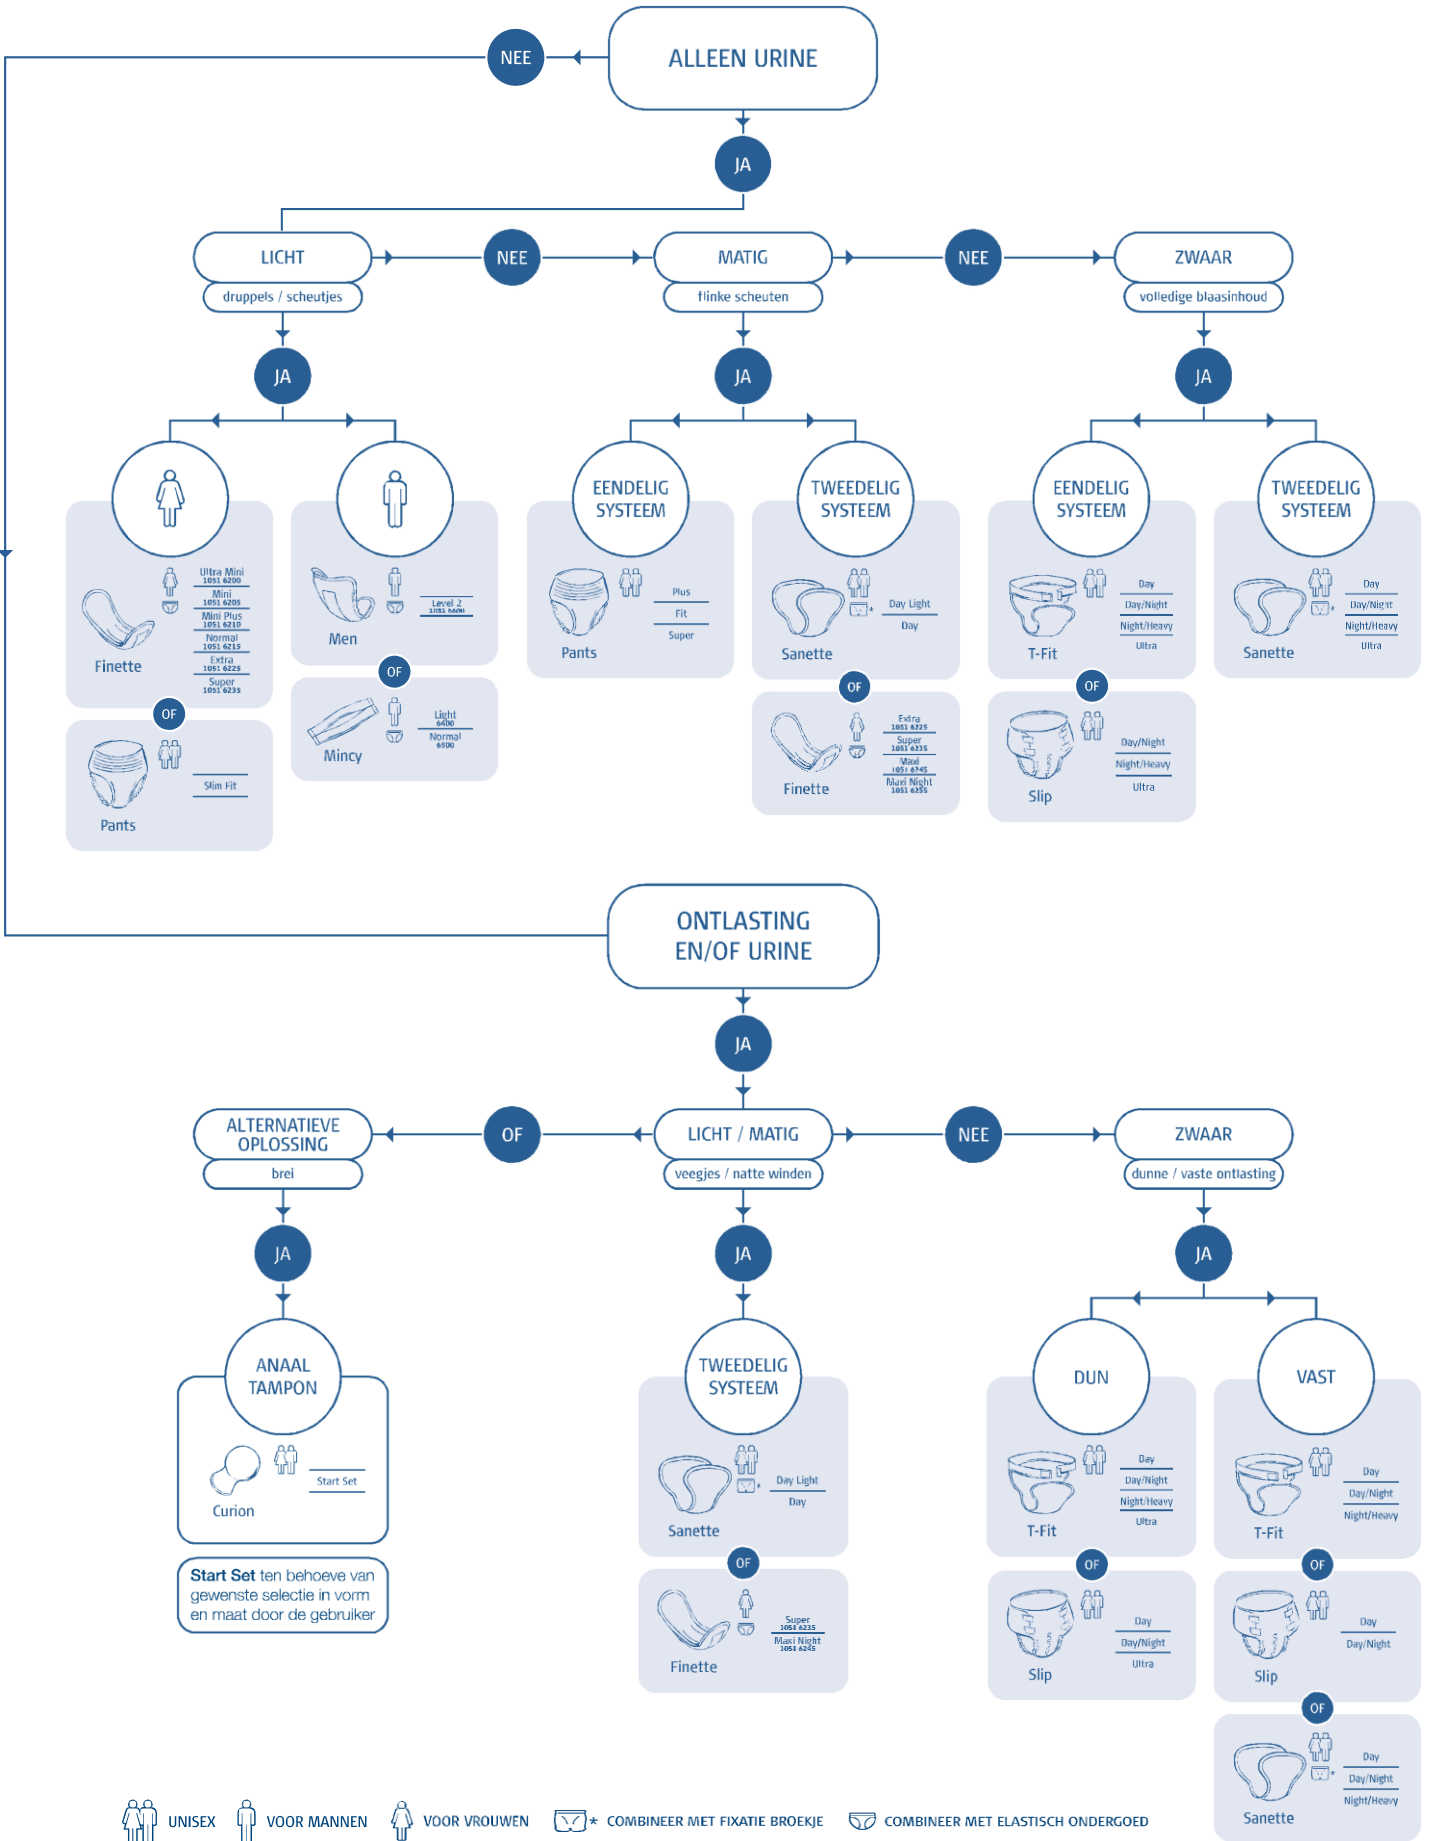 ALLEEN URINE
NEE
JA
LICHT
druppels / scheutjes
NEE
MATIG
flinke scheuten
NEE
ZWAAR
volledige blaasinhoud
JA
JA
JA
EENDELIG
SYSTEEM
TWEEDELIG
SYSTEEM
EENDELIG
SYSTEEM
TWEEDELIG
SYSTEEM
Finette
Ultra Mini
1051 6200
Mini
1051 6205
Mini Plus
1051 6210
Normal
1051 6215
Extra
1051 6225
Super
1051 6235
OF
Pants
Slim Fit
Men
Level 2
1051 6600
OF
Mincy
Light
6400
Normal
6500
Pants
Plus
Fit
Super
Sanette
*
Day Light
Day
OF
Finette
Extra
1051 6225
Super
1051 6235
Maxi
1051 6245
Maxi Night
1051 6255
T-Fit
Day
Day/Night
Night/Heavy
Ultra
OF
Slip
Day/Night
Night/Heavy
Ultra
Sanette
*
Day
Day/Night
Night/Heavy
Ultra
ONTLASTING
EN/OF URINE
JA
ALTERNATIEVE
OPLOSSING
brei
OF
LICHT / MATIG
veegjes / natte winden
NEE
ZWAAR
dunne / vaste ontlasting
JA
JA
JA
ANAAL
TAMPON
Curion
Start Set
Start Set ten behoeve van
gewenste selectie in vorm
en maat door de gebruiker
TWEEDELIG
SYSTEEM
Sanette
*
Day Light
Day
OF
Finette
Super
1051 6235
Maxi Night
1051 6245
DUN
T-Fit
Day
Day/Night
Night/Heavy
Ultra
OF
Slip
Day
Day/Night
Ultra
VAST
T-Fit
Day
Day/Night
Night/Heavy
OF
Slip
Day
Day/Night
OF
Sanette
*
Day
Day/Night
Night/Heavy
UNISEX
VOOR MANNEN
VOOR VROUWEN
* COMBINEER MET FIXATIE BROEKJE
COMBINEER MET ELASTISCH ONDERGOED